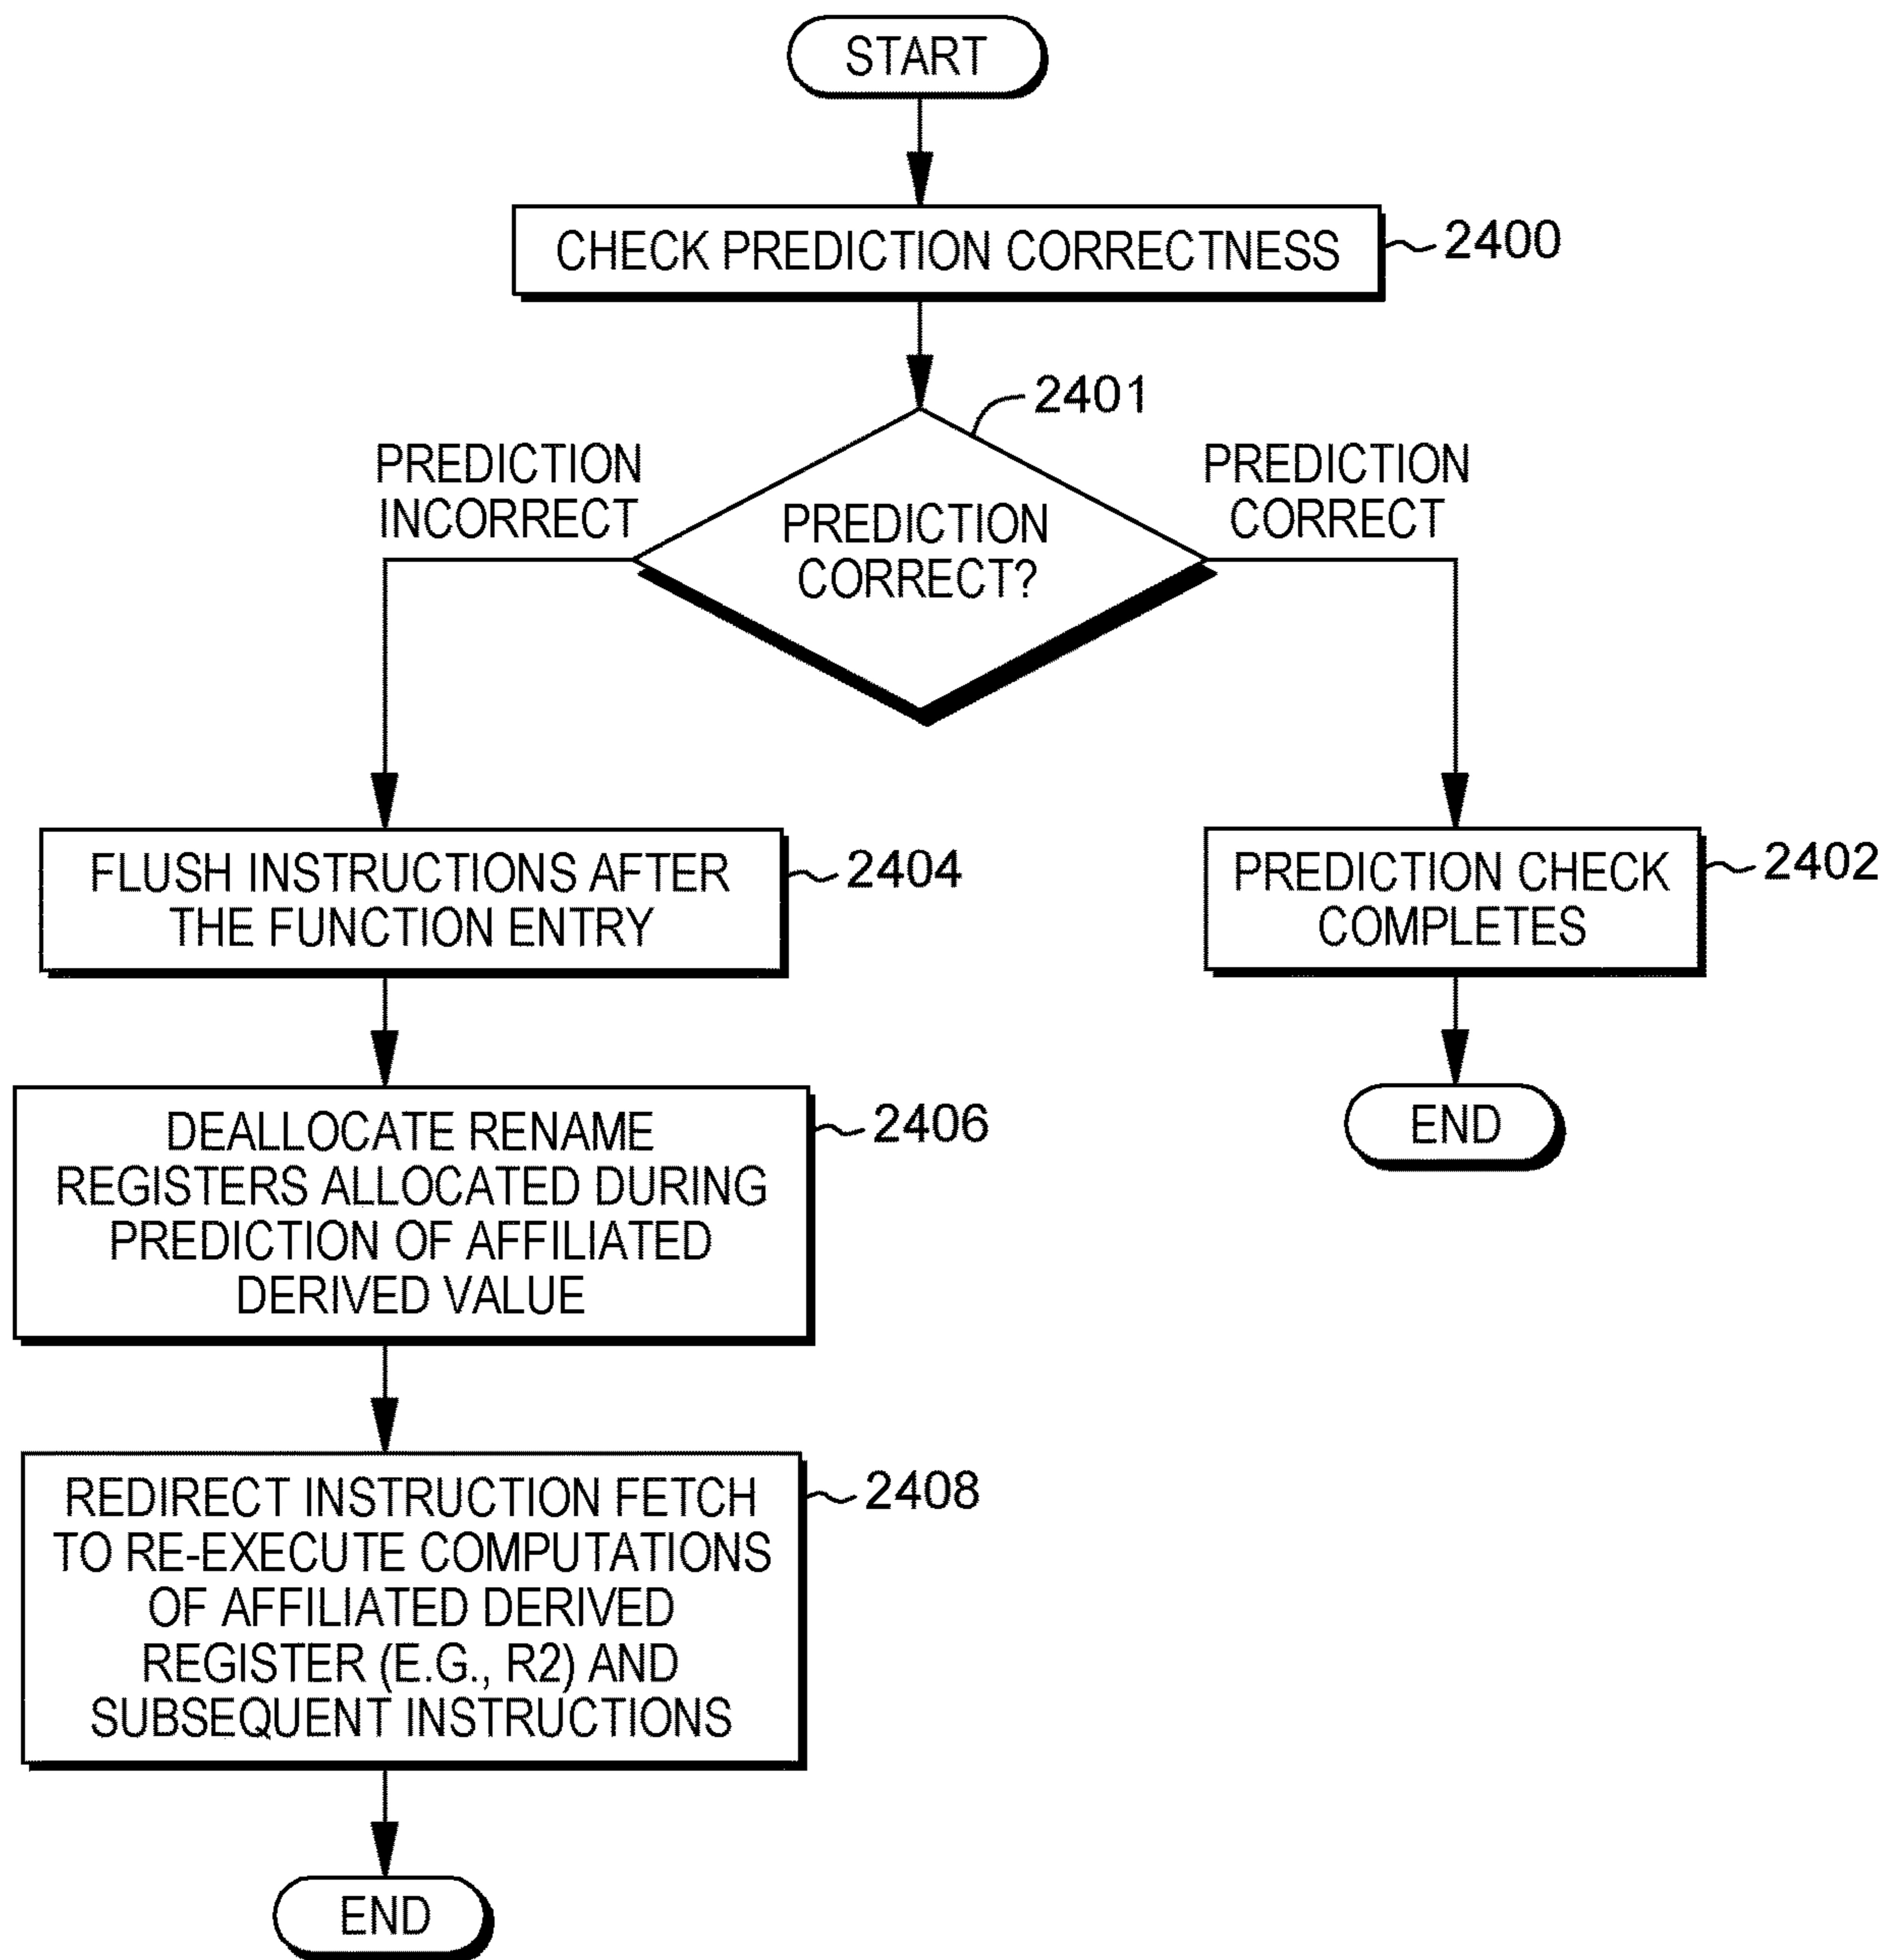 START
CHECK PREDICTION CORRECTNESS
2400
2401
PREDICTION
INCORRECT
PREDICTION
CORRECT?
PREDICTION
CORRECT
FLUSH INSTRUCTIONS AFTER
THE FUNCTION ENTRY
2404
PREDICTION CHECK
COMPLETES
2402
DEALLOCATE RENAME
REGISTERS ALLOCATED DURING
PREDICTION OF AFFILIATED
DERIVED VALUE
2406
END
REDIRECT INSTRUCTION FETCH
TO RE-EXECUTE COMPUTATIONS
OF AFFILIATED DERIVED
REGISTER (E.G., R2) AND
SUBSEQUENT INSTRUCTIONS
2408
END